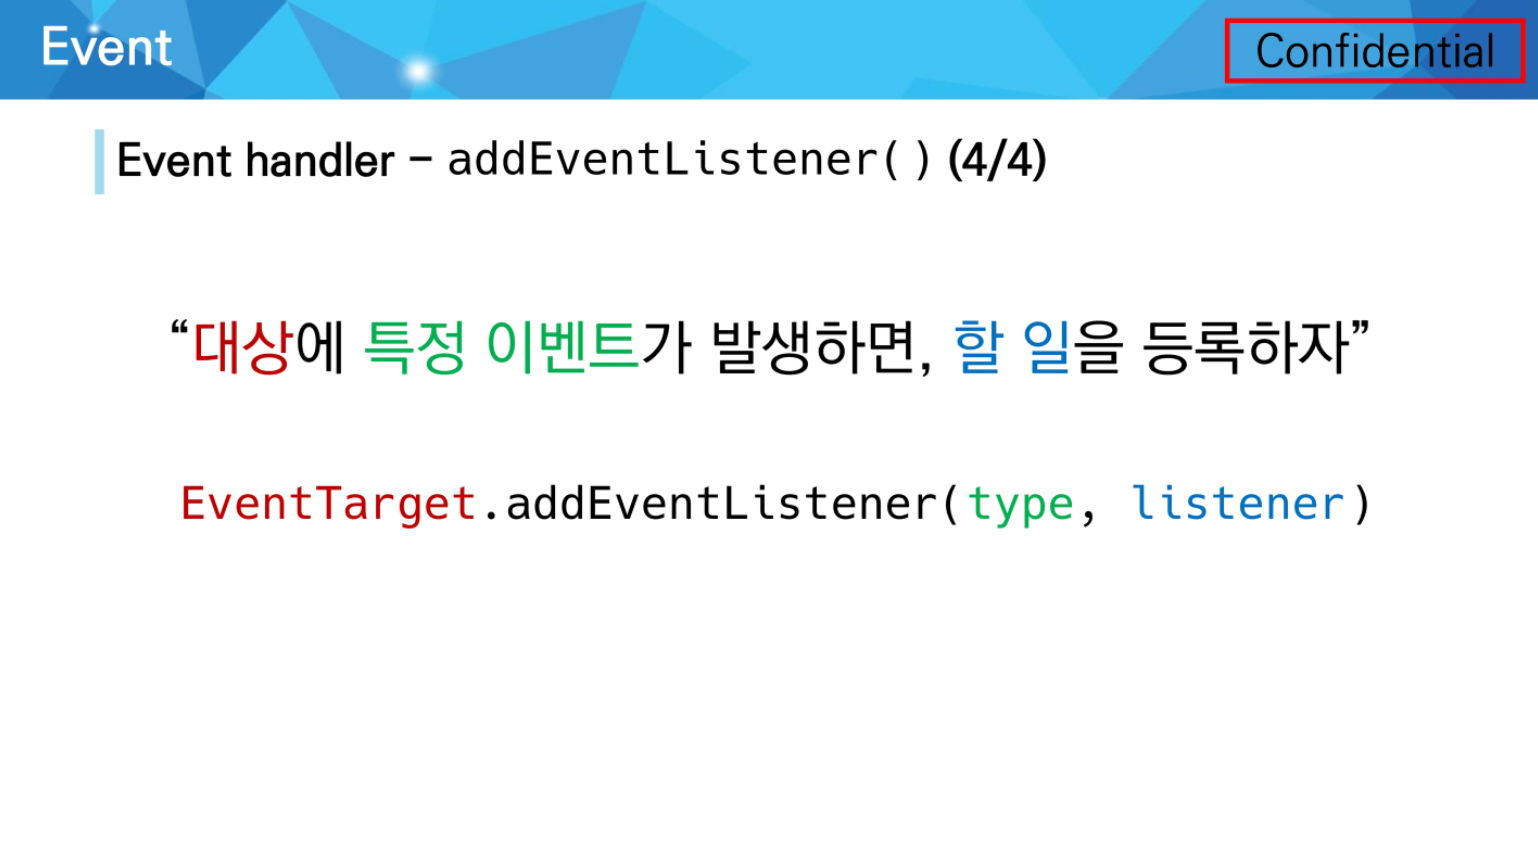 Event
Confidential
Event handler – addEventListener() (4/4)
“대상에 특정 이벤트가 발생하면, 할 일을 등록하자”
EventTarget.addEventListener(type, listener)